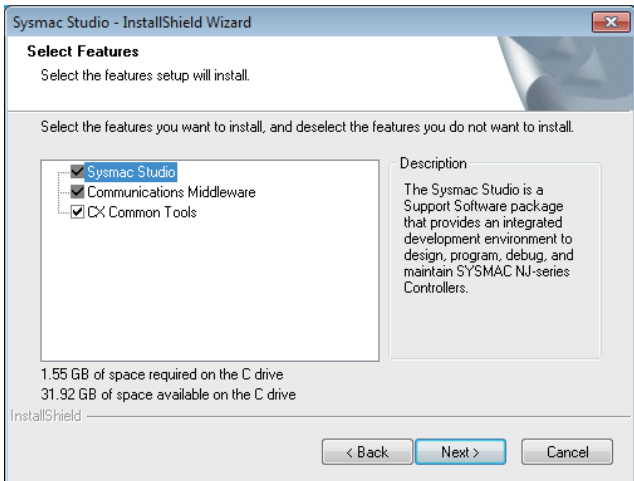 Sysmac Studio - InstallShield Wizard
Select Features
Select the features setup will install.
Select the features you want to install, and deselect the features you do not want to install.
Sysmac Studio
Communications Middleware
CX Common Tools
Description
The Sysmac Studio is a
Support Software package
that provides an integrated
development environment to
design, program, debug, and
maintain SYSMAC NJ-series
Controllers.
1.55 GB of space required on the C drive
31.92 GB of space available on the C drive
InstallShield
< Back
Next >
Cancel